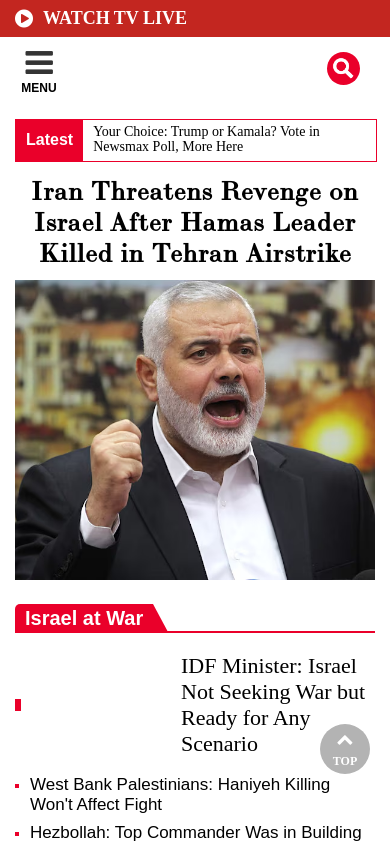 WATCH TV LIVE
MENU
Latest
Your Choice: Trump or Kamala? Vote in
Newsmax Poll, More Here
Iran Threatens Revenge on
Israel After Hamas Leader
Killed in Tehran Airstrike
Israel at War
IDF Minister: Israel
Not Seeking War but
Ready for Any
Scenario
TOP
West Bank Palestinians: Haniyeh Killing
Won't Affect Fight
Hezbollah: Top Commander Was in Building